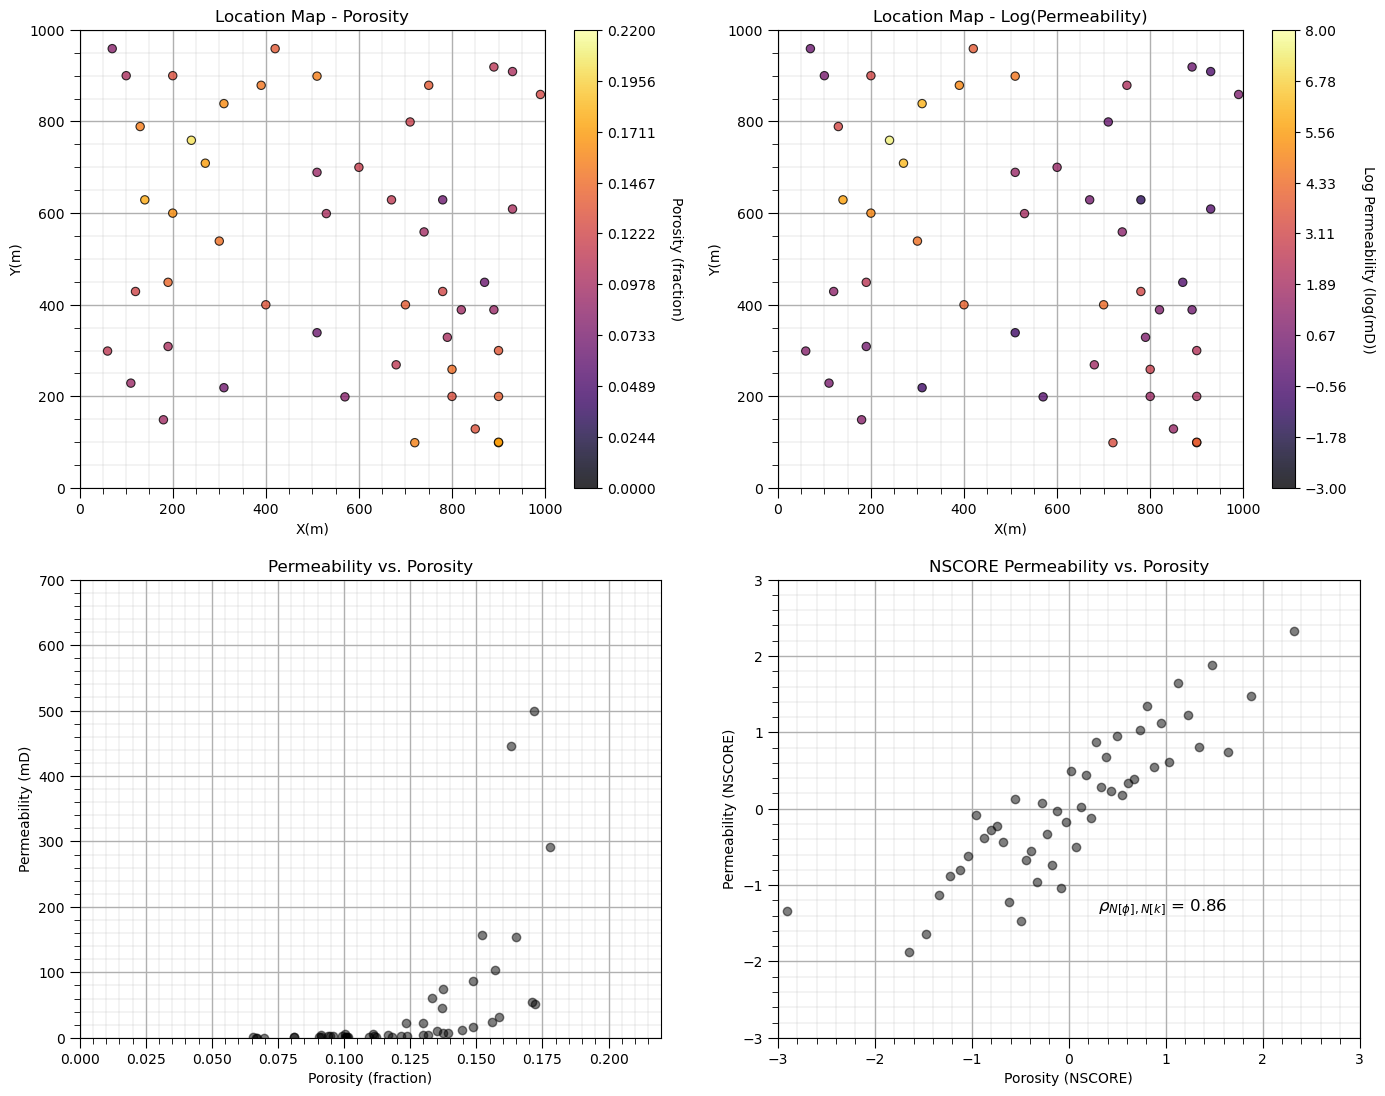 Location Map - Porosity
1000
800
600
400
200
0
Y(m)
0 200 400 600 800 1000
X(m)
0.2200
0.1956
0.1711
0.1467
0.1222
0.0978
0.0733
0.0489
0.0244
0.0000
Porosity (fraction)
Location Map - Log(Permeability)
1000
800
600
400
200
0
Y(m)
0 200 400 600 800 1000
X(m)
8.00
6.78
5.56
4.33
3.11
1.89
0.67
−0.56
−1.78
−3.00
Log Permeability (log(mD))
Permeability vs. Porosity
700
600
500
400
300
200
100
0
Permeability (mD)
0.000 0.025 0.050 0.075 0.100 0.125 0.150 0.175 0.200
Porosity (fraction)
NSCORE Permeability vs. Porosity
3
2
1
0
−1
−2
−3
Permeability (NSCORE)
ρN[ϕ], N[k] = 0.86
−3 −2 −1 0 1 2 3
Porosity (NSCORE)